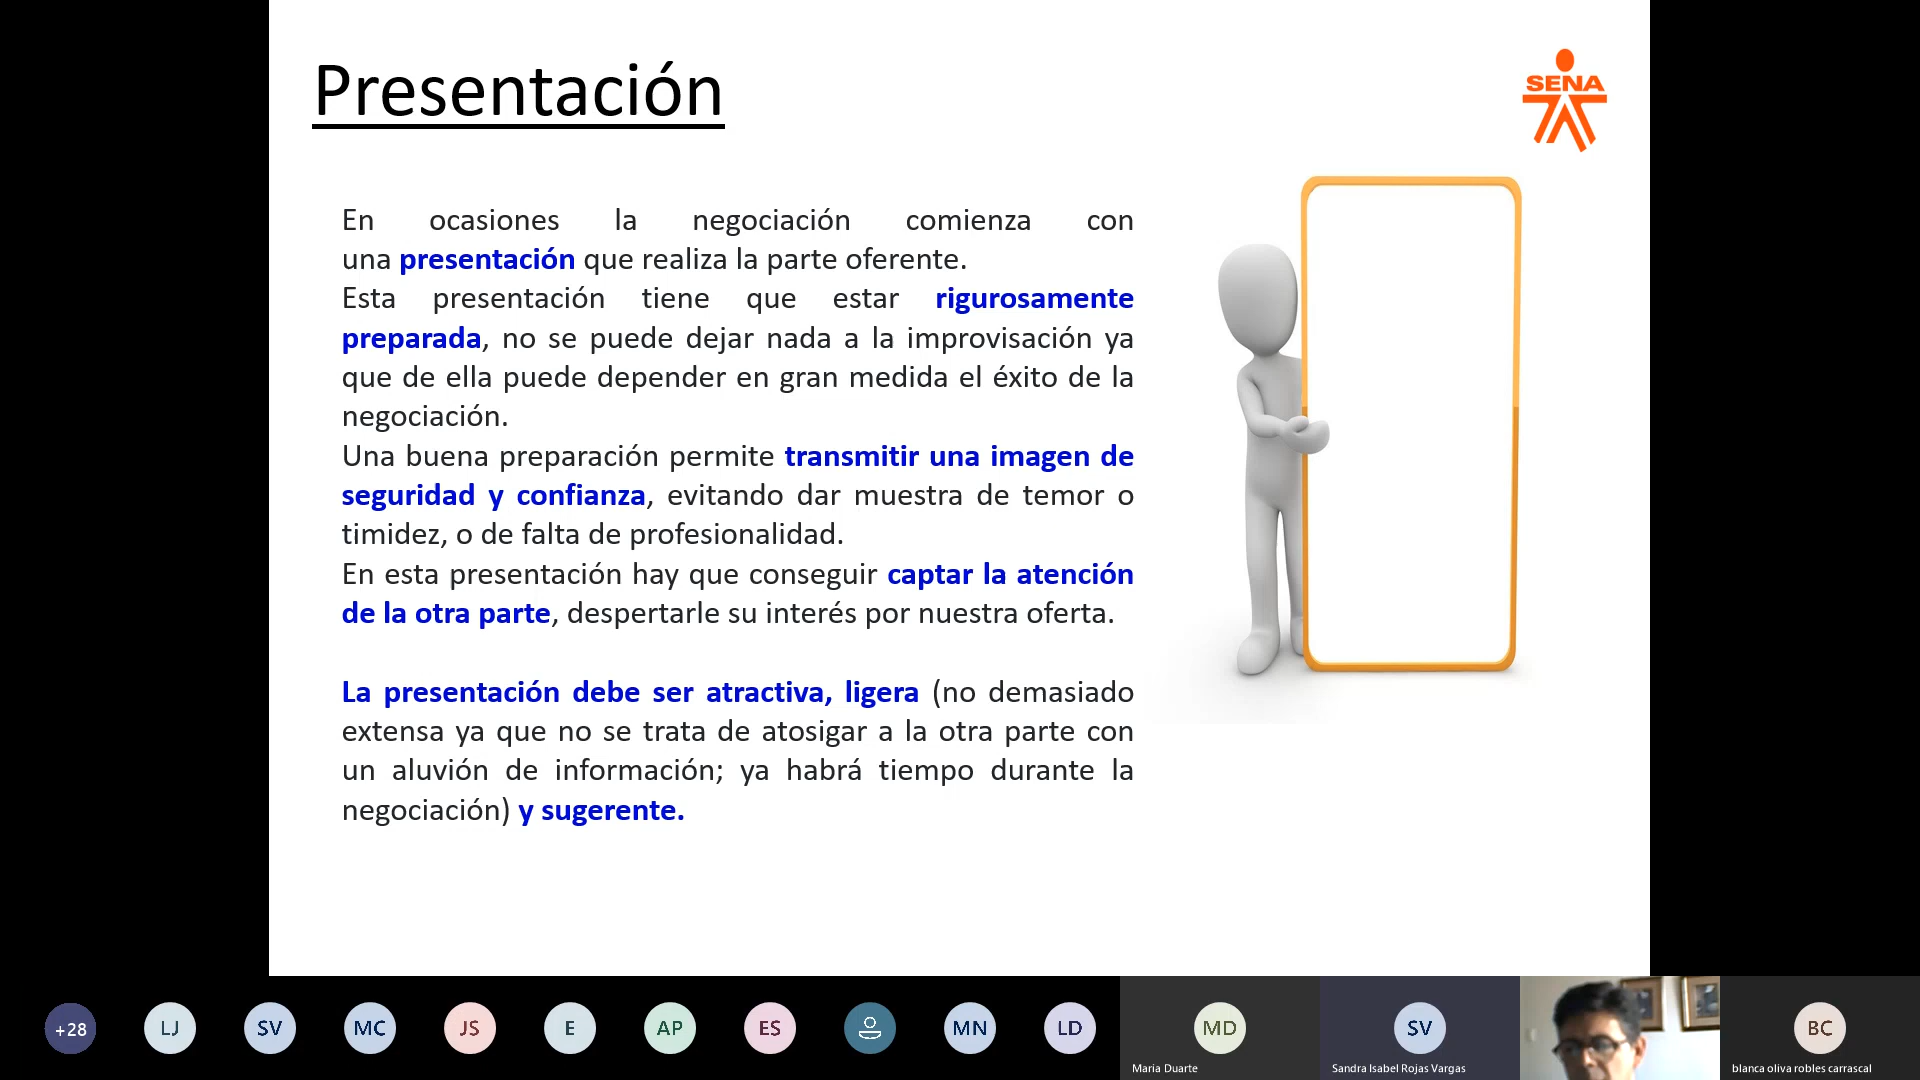 Presentación
SENA
En ocasiones la negociación comienza con
una presentación que realiza la parte oferente.
Esta presentación tiene que estar rigurosamente
preparada, no se puede dejar nada a la improvisación ya
que de ella puede depender en gran medida el éxito de la
negociación.
Una buena preparación permite transmitir una imagen de
seguridad y confianza, evitando dar muestra de temor o
timidez, o de falta de profesionalidad.
En esta presentación hay que conseguir captar la atención
de la otra parte, despertarle su interés por nuestra oferta.
La presentación debe ser atractiva, ligera (no demasiado
extensa ya que no se trata de atosigar a la otra parte con
un aluvión de información; ya habrá tiempo durante la
negociación) y sugerente.
+28 LJ SV MC JS E AP ES MN LD MD SV BC
Maria Duarte Sandra Isabel Rojas Vargas blanca oliva robles carrascal